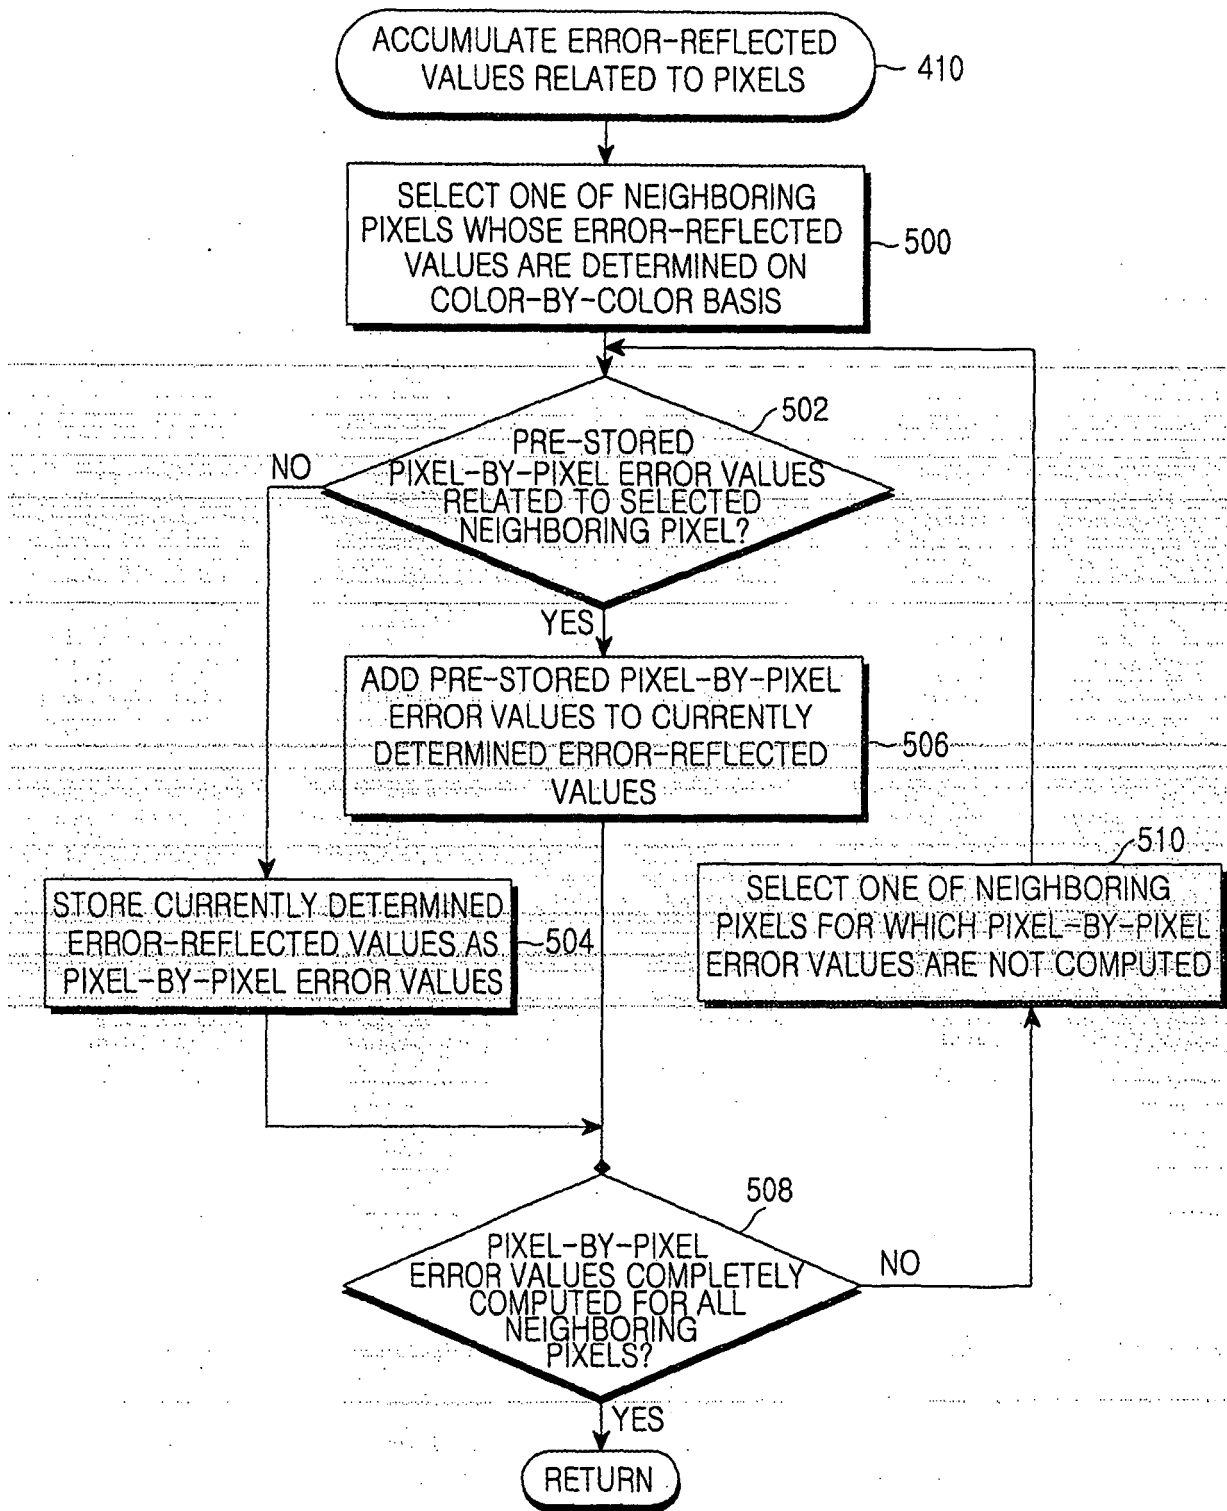 ACCUMULATE ERROR-REFLECTED
VALUES RELATED TO PIXELS
410
SELECT ONE OF NEIGHBORING
PIXELS WHOSE ERROR-REFLECTED
VALUES ARE DETERMINED ON
COLOR-BY-COLOR BASIS
500
502
PRE-STORED
PIXEL-BY-PIXEL ERROR VALUES
RELATED TO SELECTED
NEIGHBORING PIXEL?
NO
YES
ADD PRE-STORED PIXEL-BY-PIXEL
ERROR VALUES TO CURRENTLY
DETERMINED ERROR-REFLECTED
VALUES
506
510
STORE CURRENTLY DETERMINED
ERROR-REFLECTED VALUES AS
PIXEL-BY-PIXEL ERROR VALUES
504
SELECT ONE OF NEIGHBORING
PIXELS FOR WHICH PIXEL-BY-PIXEL
ERROR VALUES ARE NOT COMPUTED
508
PIXEL-BY-PIXEL
ERROR VALUES COMPLETELY
COMPUTED FOR ALL
NEIGHBORING
PIXELS?
NO
YES
RETURN